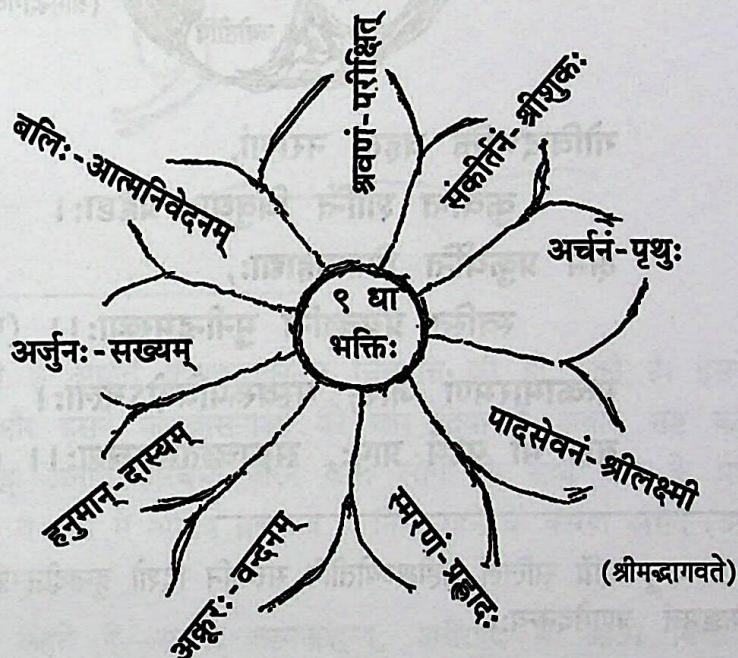 श्रवणं-परीक्षित्
संकीर्तनं-श्रीशुकः
अर्चनं-पृथुः
पादसेवनं-श्रीलक्ष्मी
स्मरणं-प्रह्लादः
अक्रूरः-वन्दनम्
हनुमान्-दास्यम्
अर्जुनः-सख्यम्
बलिः-आत्मनिवेदनम्
९ धा
भक्तिः
(श्रीमद्भागवते)